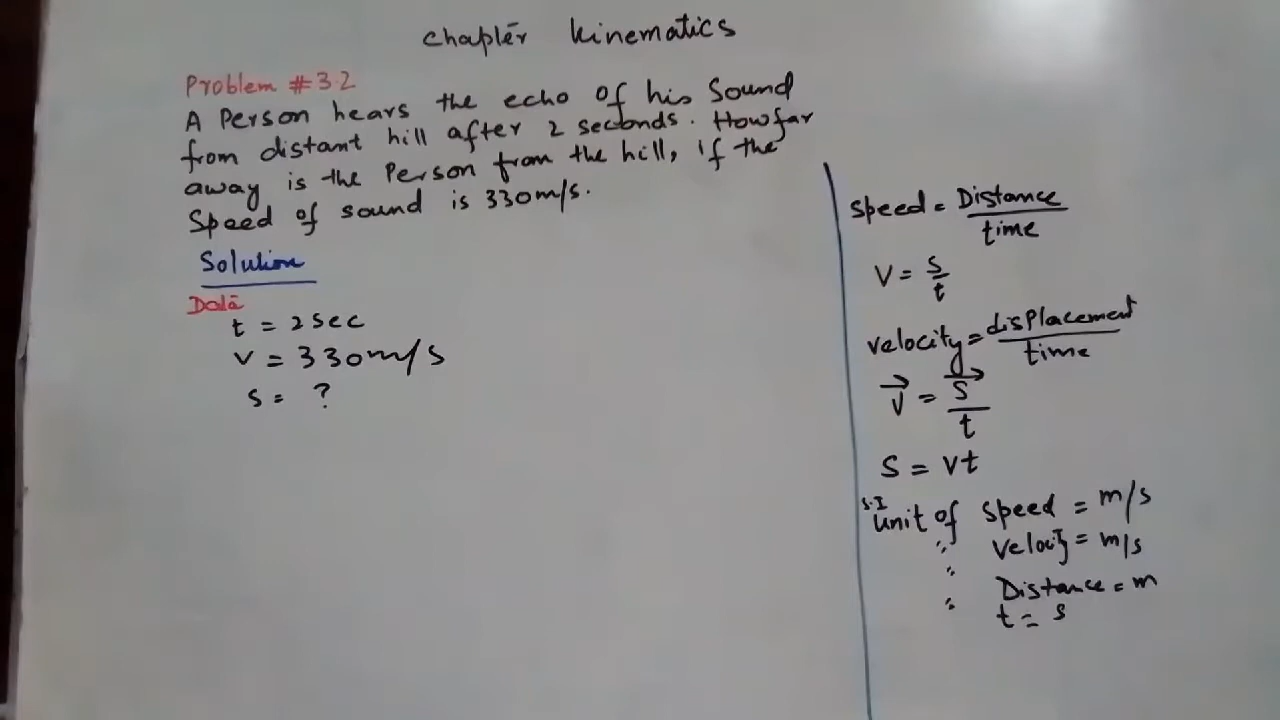 Chapter kinematics
Problem # 3.2
A Person hears the echo of his Sound
from distant hill after 2 seconds. How far
away is the Person from the hill, if the
Speed of sound is 330m/s.
Solution
Data
t = 2sec
v = 330m/s
s = ?
Speed = Distance
time
V = s
t
velocity = displacement
time
V = S
t
S = vt
S.I
Unit of Speed = m/s
" Velocity = m/s
"
" Distance = m
t = s